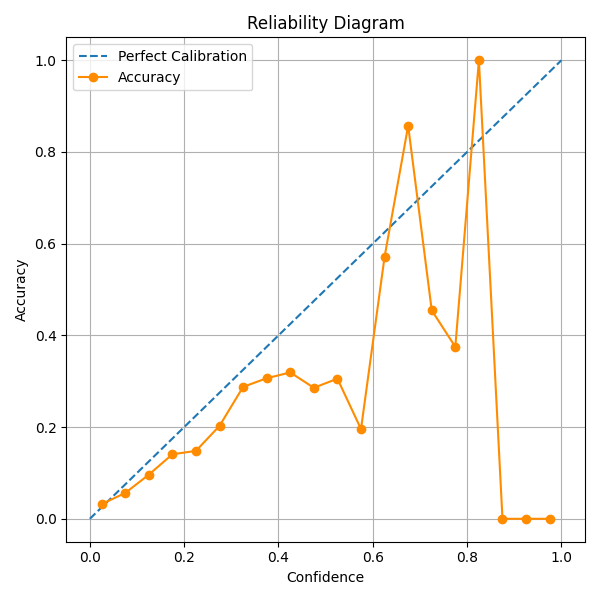 Reliability Diagram
Perfect Calibration
Accuracy
1.0
0.8
0.6
0.4
0.2
0.0
Accuracy
0.0 0.2 0.4 0.6 0.8 1.0
Confidence